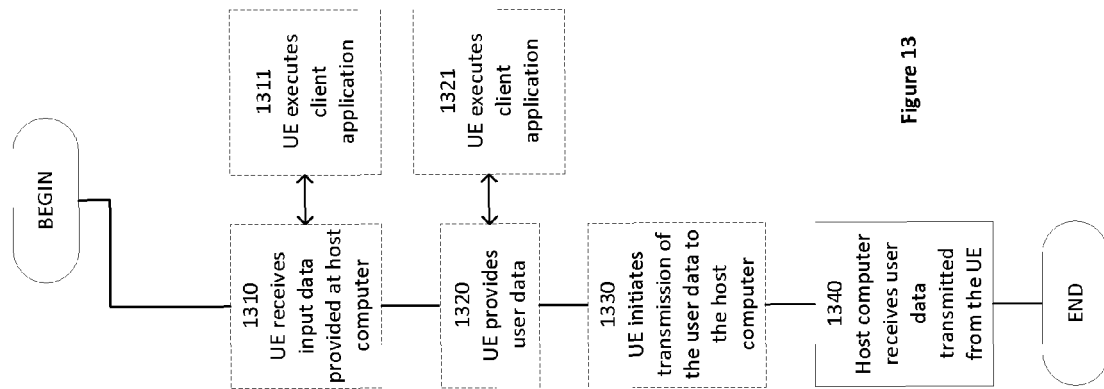 BEGIN
1310
UE receives
input data
provided at host
computer
1311
UE executes
client
application
1320
UE provides
user data
1321
UE executes
client
application
1330
UE initiates
transmission of
the user data to
the host
computer
1340
Host computer
receives user
data
transmitted
from the UE
END
Figure 13